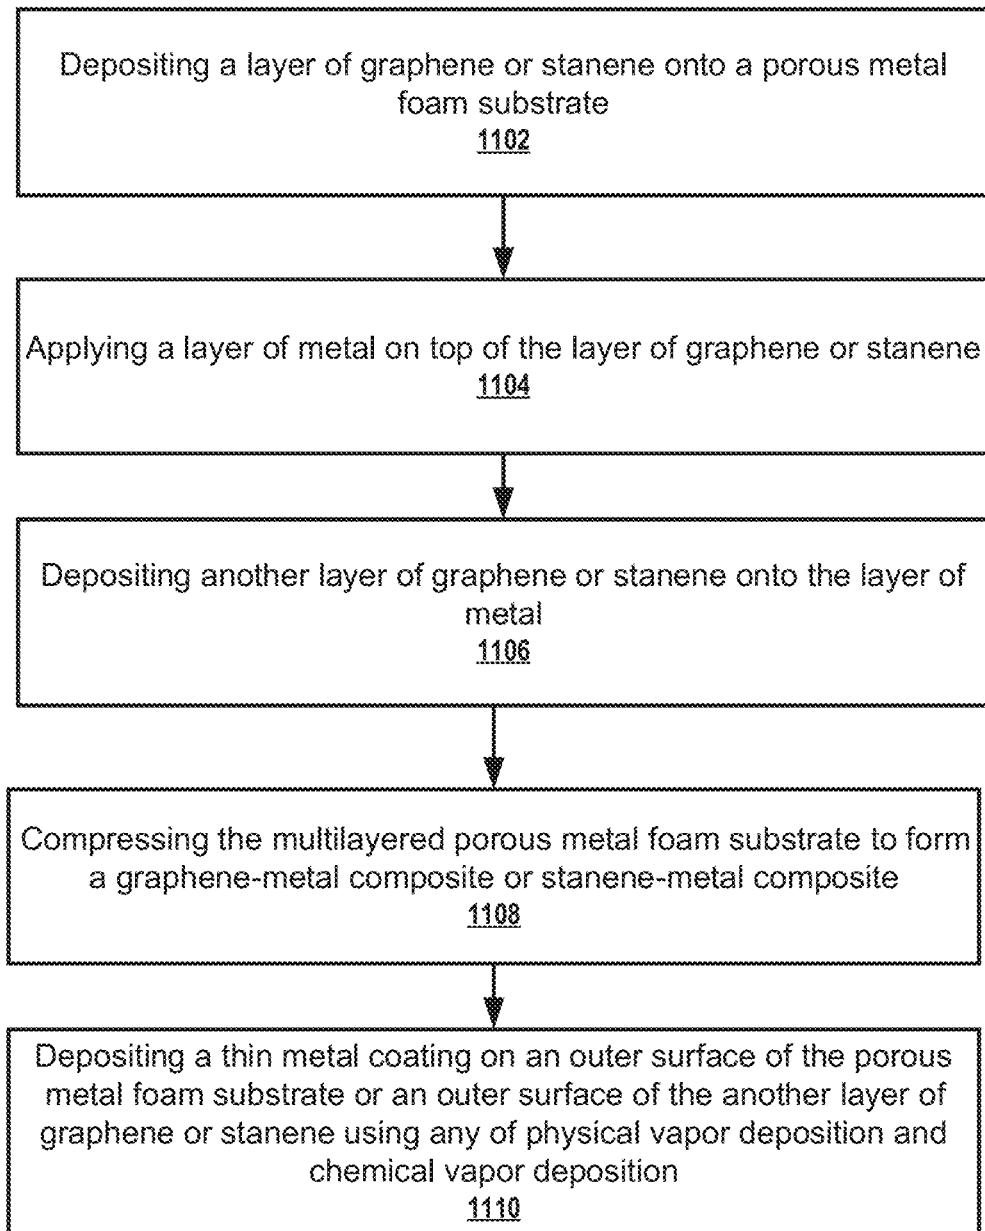 Depositing a layer of graphene or stanene onto a porous metal
foam substrate
1102
Applying a layer of metal on top of the layer of graphene or stanene
1104
Depositing another layer of graphene or stanene onto the layer of
metal
1106
Compressing the multilayered porous metal foam substrate to form
a graphene-metal composite or stanene-metal composite
1108
Depositing a thin metal coating on an outer surface of the porous
metal foam substrate or an outer surface of the another layer of
graphene or stanene using any of physical vapor deposition and
chemical vapor deposition
1110